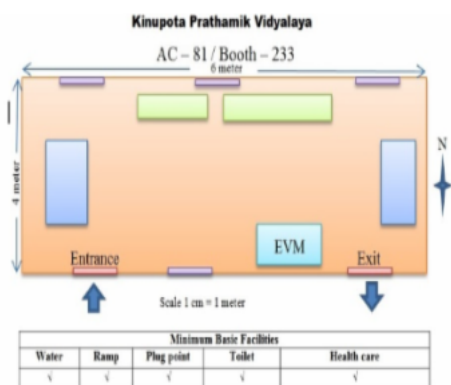 Kinupota Prathamik Vidyalaya
AC – 81 / Booth – 233
6 meter
4 meter
N
EVM
Entrance
Exit
Scale 1 cm = 1 meter
Minimum Basic Facilities
Water Ramp Plug point Toilet Health care
√ √ √ √ √